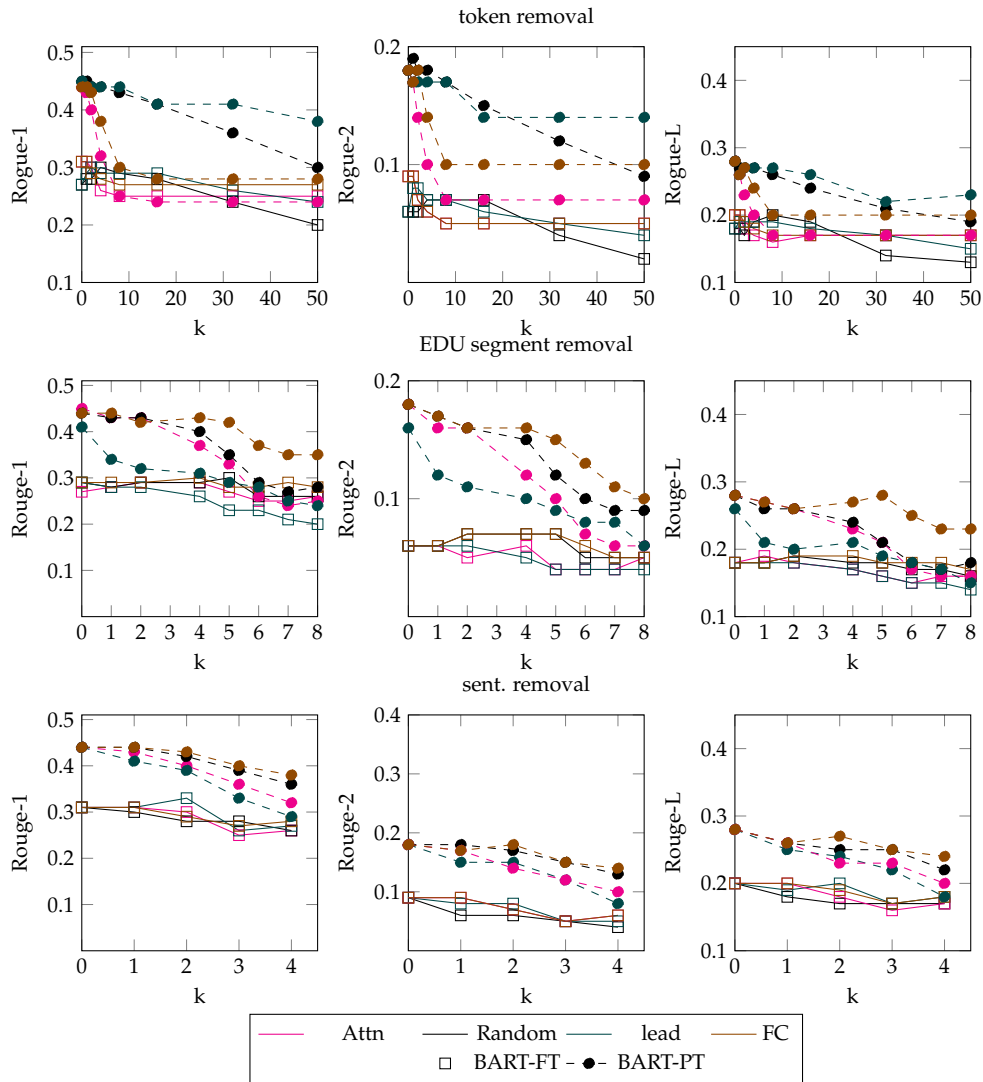 token removal
0.5
0.4
0.3
0.2
0.1
Rogue-1
0 10 20 30 40 50
k
0.2
0.1
Rogue-2
0 10 20 30 40 50
k
0.4
0.3
0.2
0.1
Rogue-L
0 10 20 30 40 50
k
EDU segment removal
0.5
0.4
0.3
0.2
0.1
Rouge-1
0 1 2 3 4 5 6 7 8
k
0.2
0.1
Rouge-2
0 1 2 3 4 5 6 7 8
k
0.4
0.3
0.2
0.1
Rouge-L
0 1 2 3 4 5 6 7 8
k
sent. removal
0.5
0.4
0.3
0.2
0.1
Rouge-1
0 1 2 3 4
k
0.4
0.3
0.2
0.1
Rouge-2
0 1 2 3 4
k
0.4
0.3
0.2
0.1
Rouge-L
0 1 2 3 4
k
Attn Random lead FC
BART-FT BART-PT